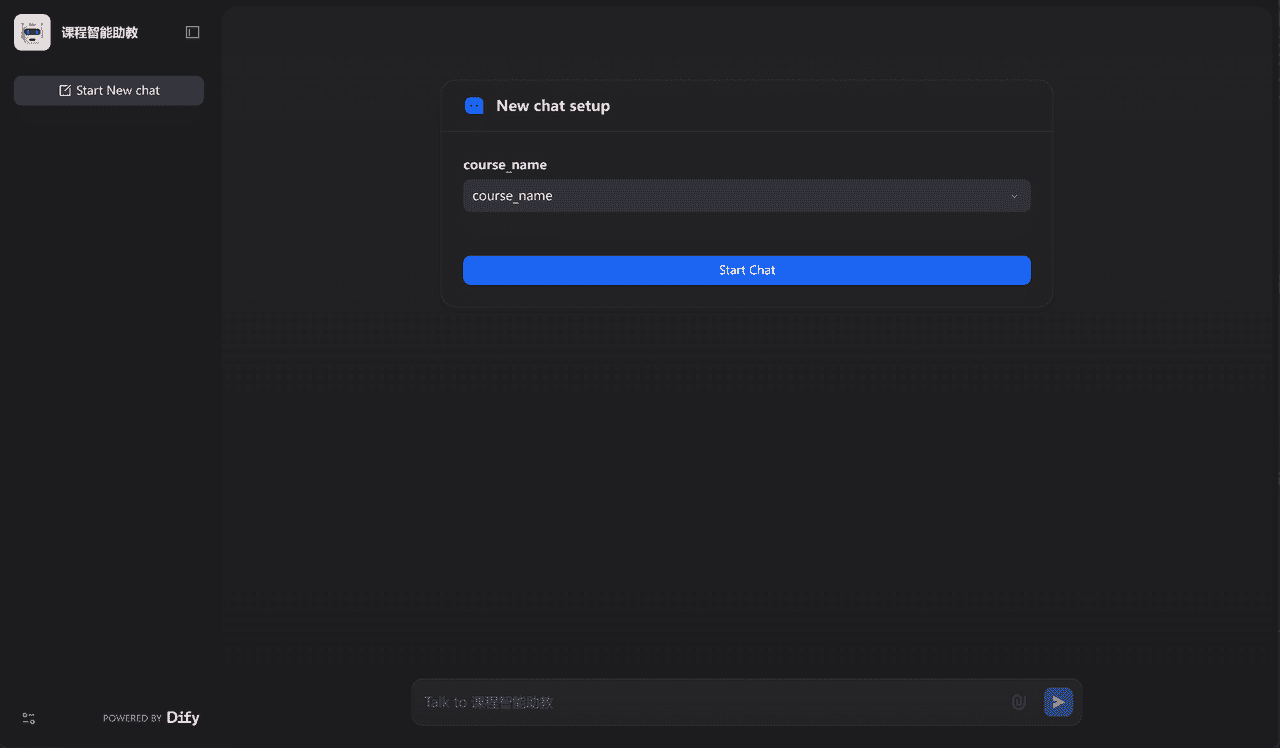 课程智能助教
Start New chat
New chat setup
course_name
course_name
Start Chat
Talk to 课程智能助教
POWERED BY Dify